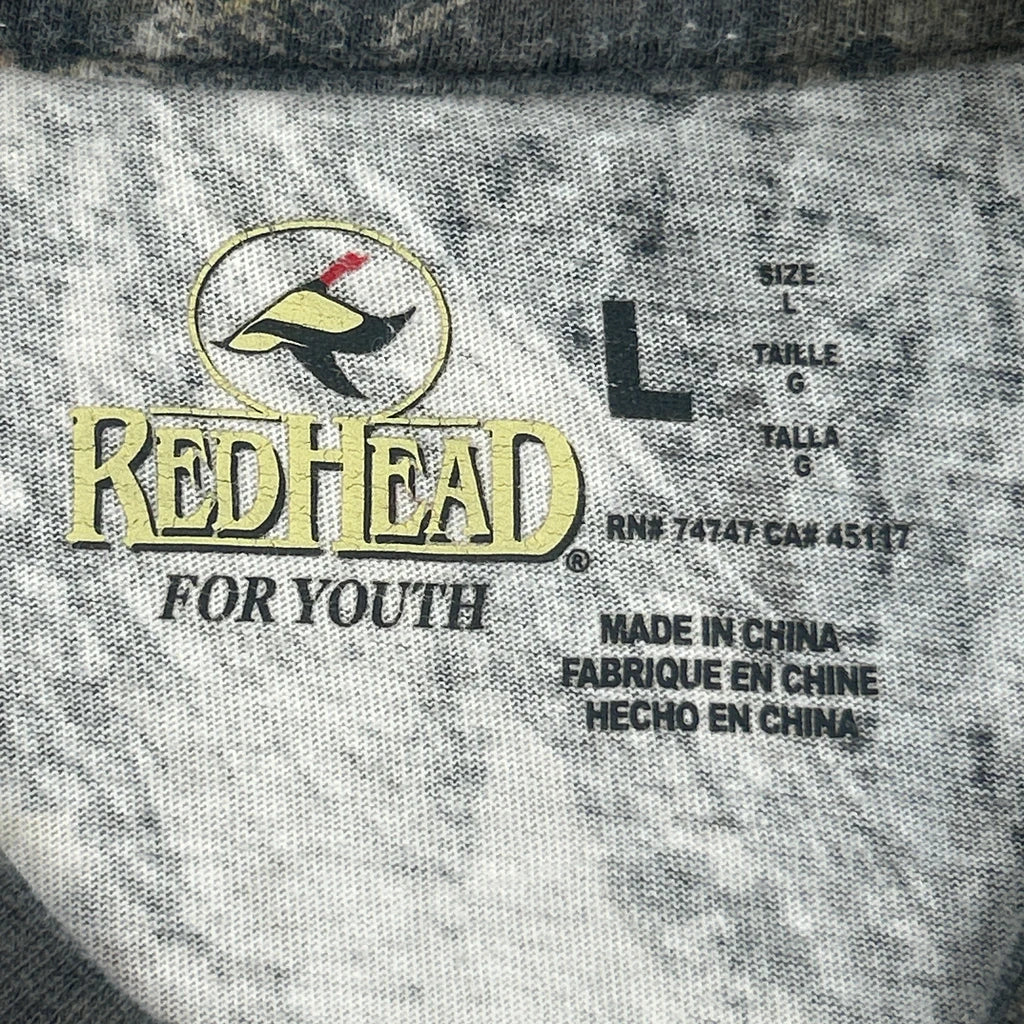 REDHEAD®
FOR YOUTH
L
SIZE
L
TAILLE
G
TALLA
G
RN# 74747 CA# 45117
MADE IN CHINA
FABRIQUE EN CHINE
HECHO EN CHINA